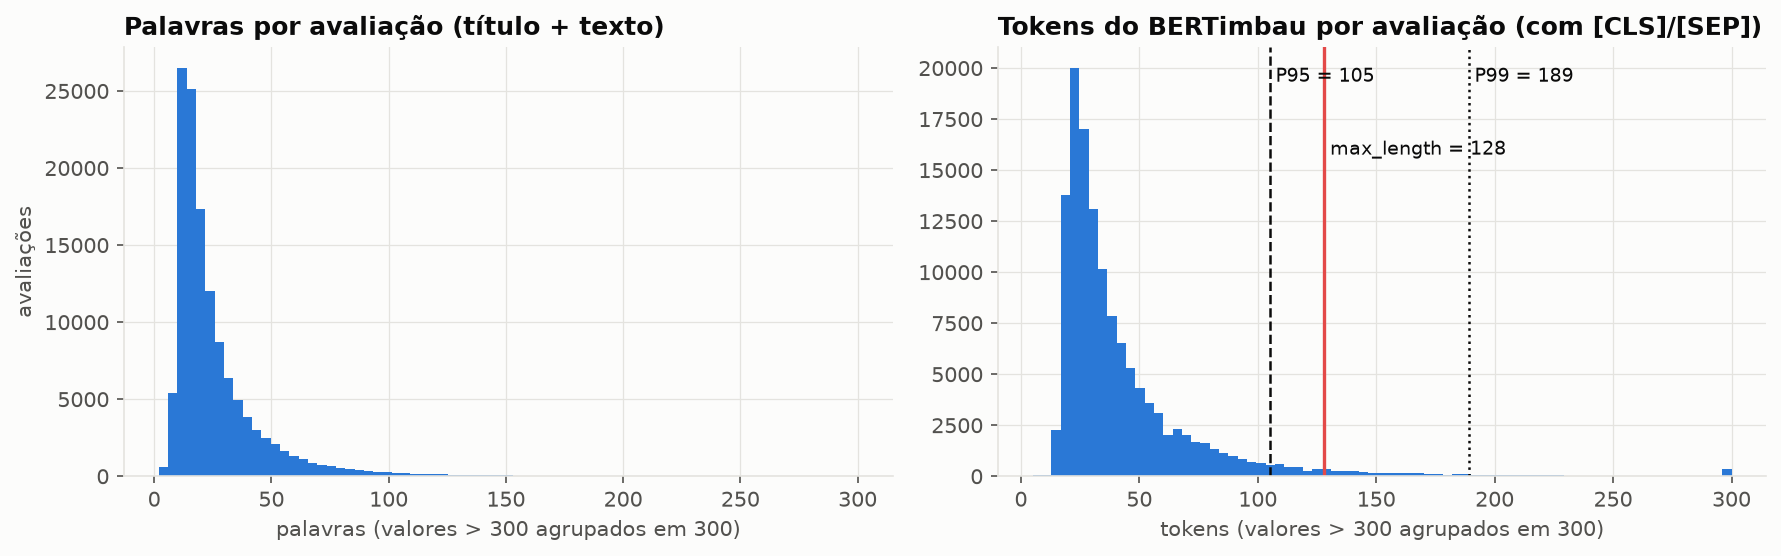 Palavras por avaliação (título + texto)
avaliações
25000
20000
15000
10000
5000
0
0 50 100 150 200 250 300
palavras (valores > 300 agrupados em 300)
Tokens do BERTimbau por avaliação (com [CLS]/[SEP])
20000
17500
15000
12500
10000
7500
5000
2500
0
P95 = 105
P99 = 189
max_length = 128
0 50 100 150 200 250 300
tokens (valores > 300 agrupados em 300)